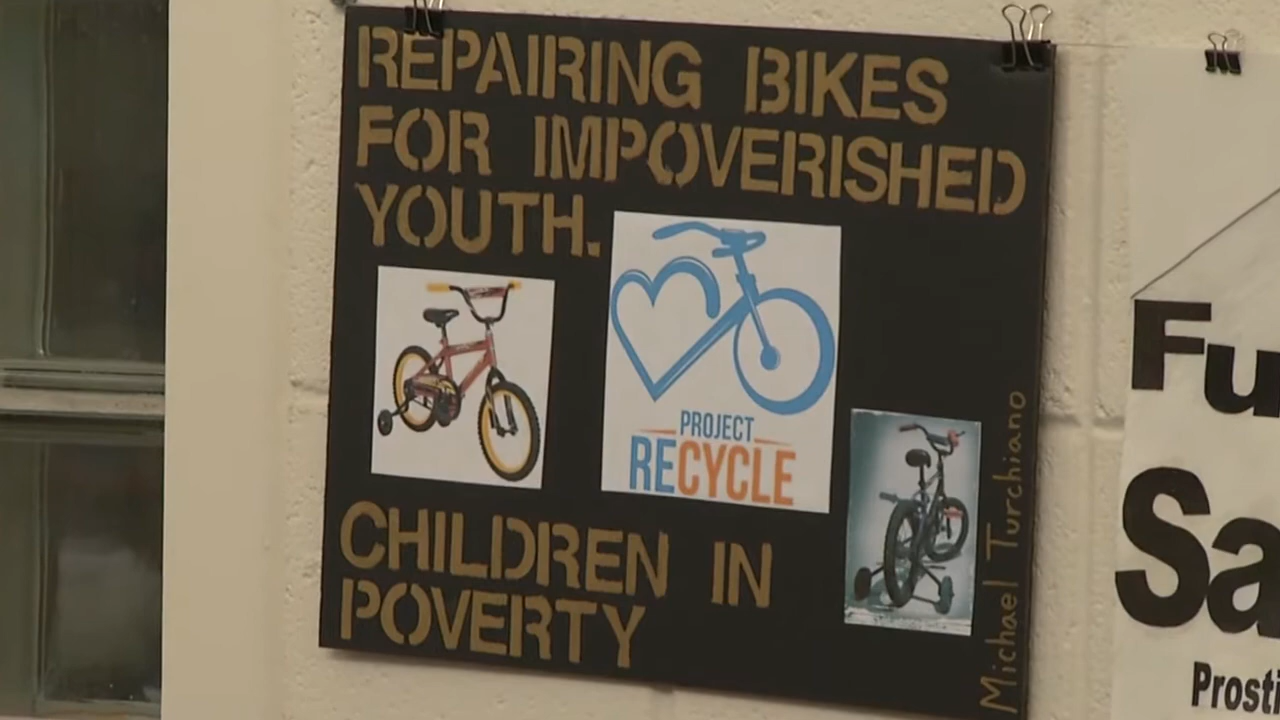 REPAIRING BIKES
FOR IMPOVERISHED
YOUTH.
PROJECT
RECYCLE
CHILDREN IN
POVERTY
Michael Turchiano
Fu
Sa
Prosti